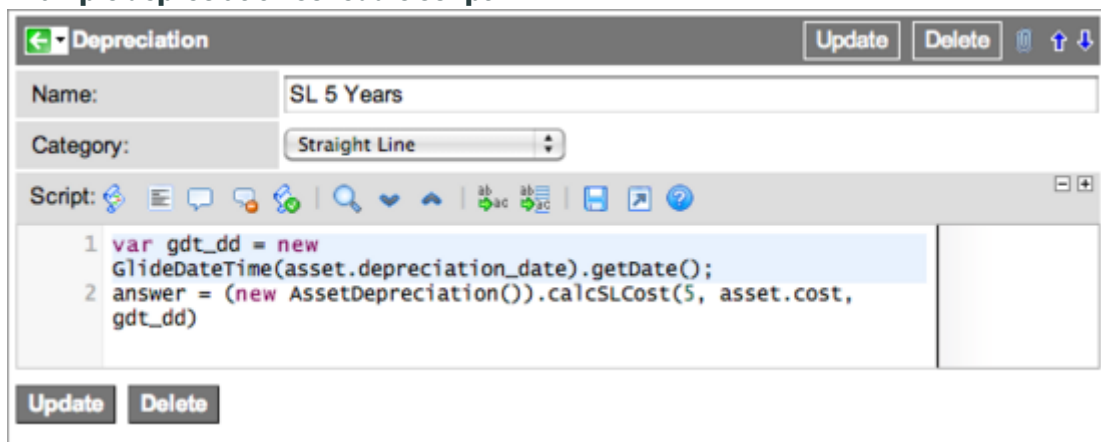 Depreciation Update Delete
Name: SL 5 Years
Category: Straight Line
Script:
1 var gdt_dd = new
GlideDateTime(asset.depreciation_date).getDate();
2 answer = (new AssetDepreciation()).calcSLCost(5, asset.cost,
gdt_dd)
Update Delete